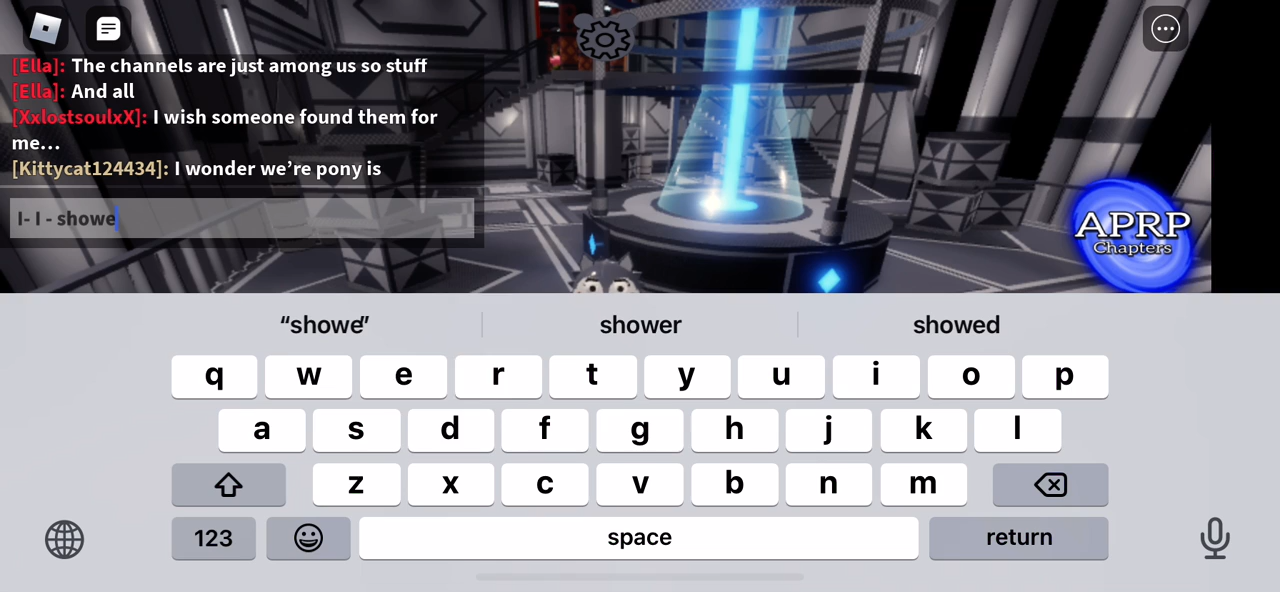 [Ella]: The channels are just among us so stuff
[Ella]: And all
[XxlostsoulxX]: I wish someone found them for
me...
[Kittycat124434]: I wonder we’re pony is
I- I - showe
APRP
Chapters
“showe” shower showed
q w e r t y u i o p
a s d f g h j k l
z x c v b n m
123 space return